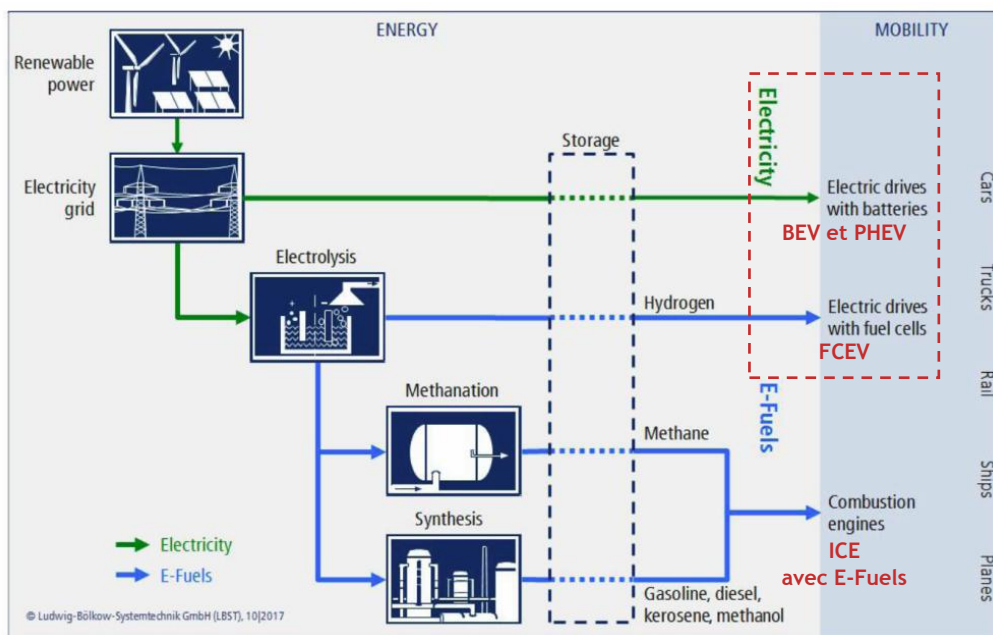 ENERGY
MOBILITY
Renewable
power
Electricity
Storage
Electricity
grid
Electric drives
with batteries
BEV et PHEV
Cars
Electrolysis
Hydrogen
Electric drives
with fuel cells
FCEV
Trucks
E-Fuels
Rail
Methanation
Methane
Combustion
engines
ICE
avec E-Fuels
Ships
Synthesis
Gasoline, diesel,
kerosene, methanol
Planes
Electricity
E-Fuels
© Ludwig-Bölkow-Systemtechnik GmbH (LBST), 10|2017